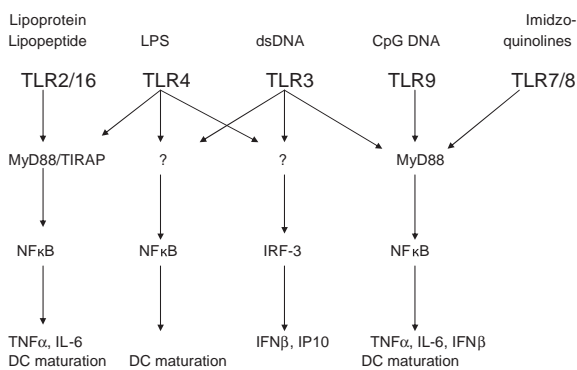 Lipoprotein
Lipopeptide
LPS
dsDNA
CpG DNA
Imidzo-
quinolines
TLR2/16
TLR4
TLR3
TLR9
TLR7/8
MyD88/TIRAP
?
?
MyD88
NFκB
NFκB
IRF-3
NFκB
TNFα, IL-6
DC maturation
DC maturation
IFNβ, IP10
TNFα, IL-6, IFNβ
DC maturation